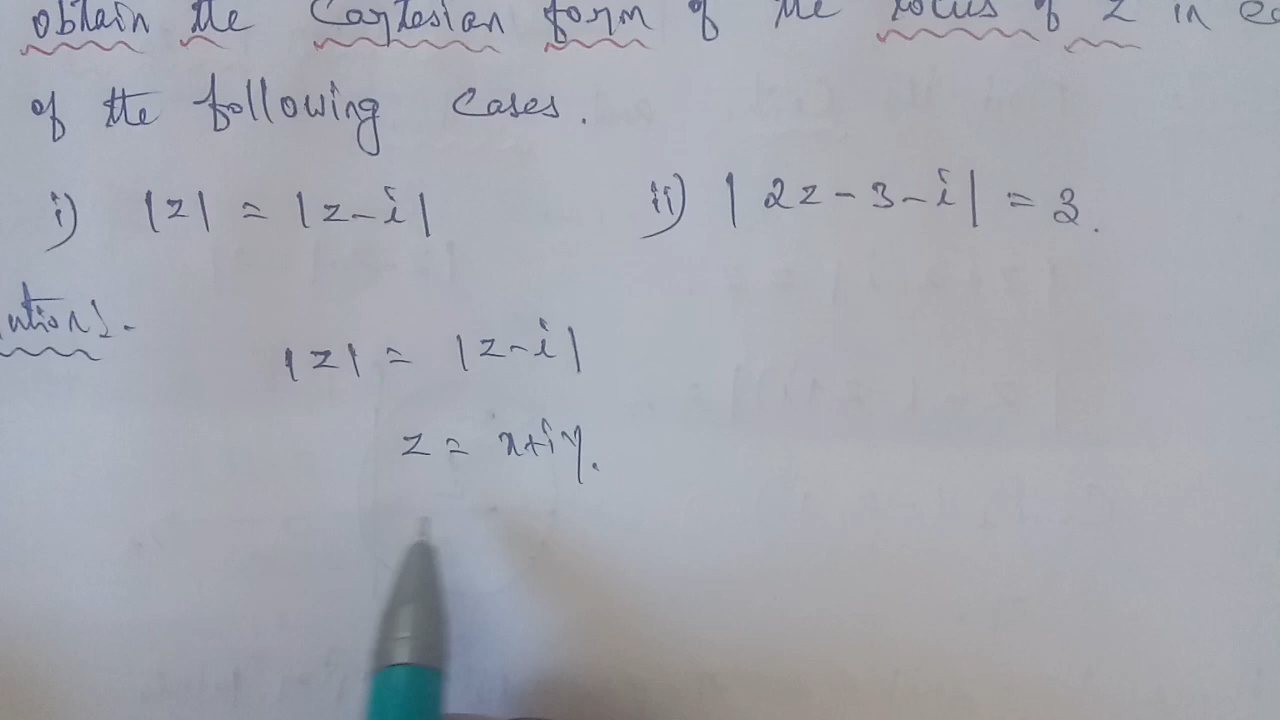 obtain the Cartesian form of the locus of z in
of the following cases.
i) |z| = |z-i| ii) |2z-3-i| = 3.
|z| = |z-i|
z = x+iy.